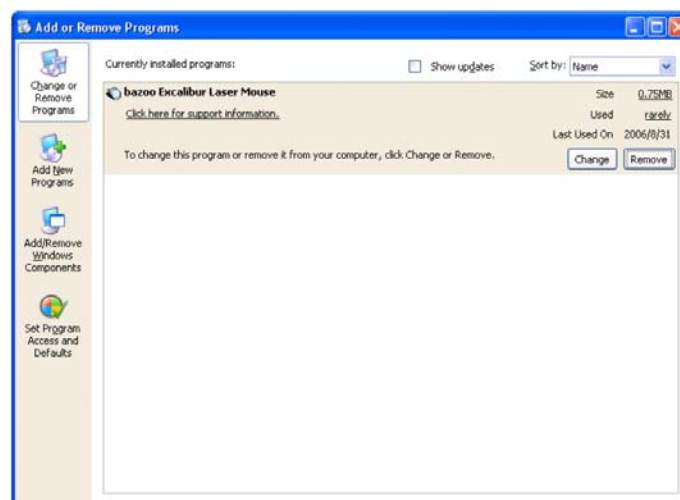 Add or Remove Programs
Change or
Remove
Programs
Add New
Programs
Add/Remove
Windows
Components
Set Program
Access and
Defaults
Currently installed programs:
Show updates
Sort by:
Name
bazoo Excalibur Laser Mouse
Size
0.75MB
Click here for support information.
Used
rarely
Last Used On
2006/8/31
To change this program or remove it from your computer, click Change or Remove.
Change
Remove